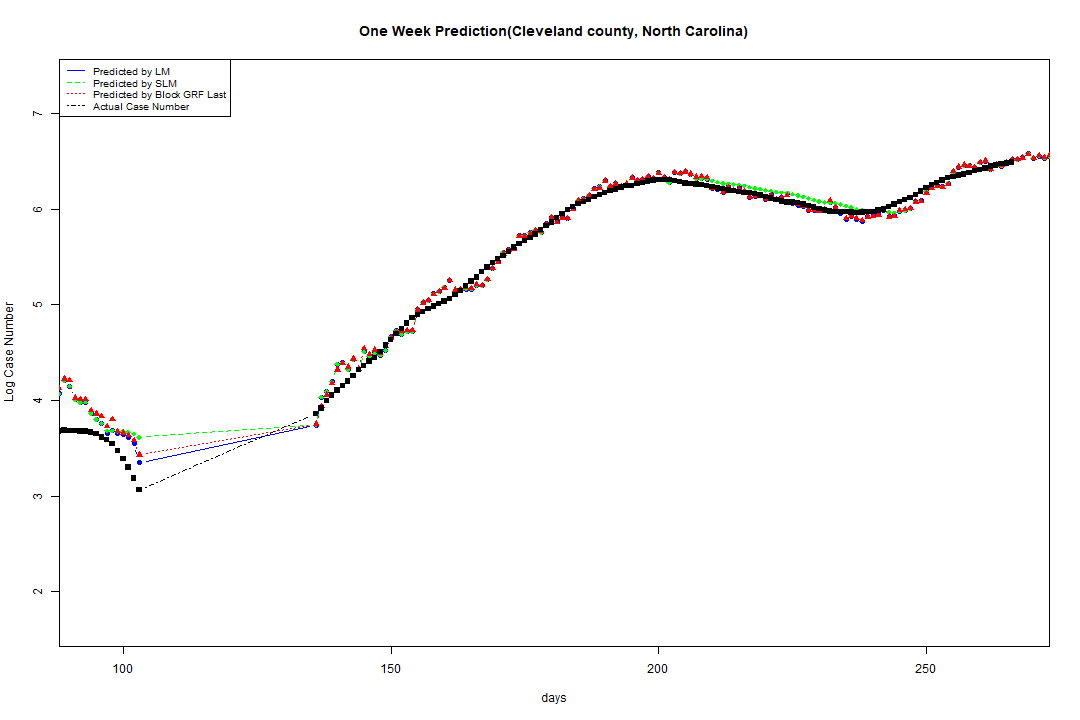 One Week Prediction(Cleveland county, North Carolina)
Predicted by LM
Predicted by SLM
Predicted by Block GRF Last
Actual Case Number
7
6
5
4
3
2
Log Case Number
100 150 200 250
days